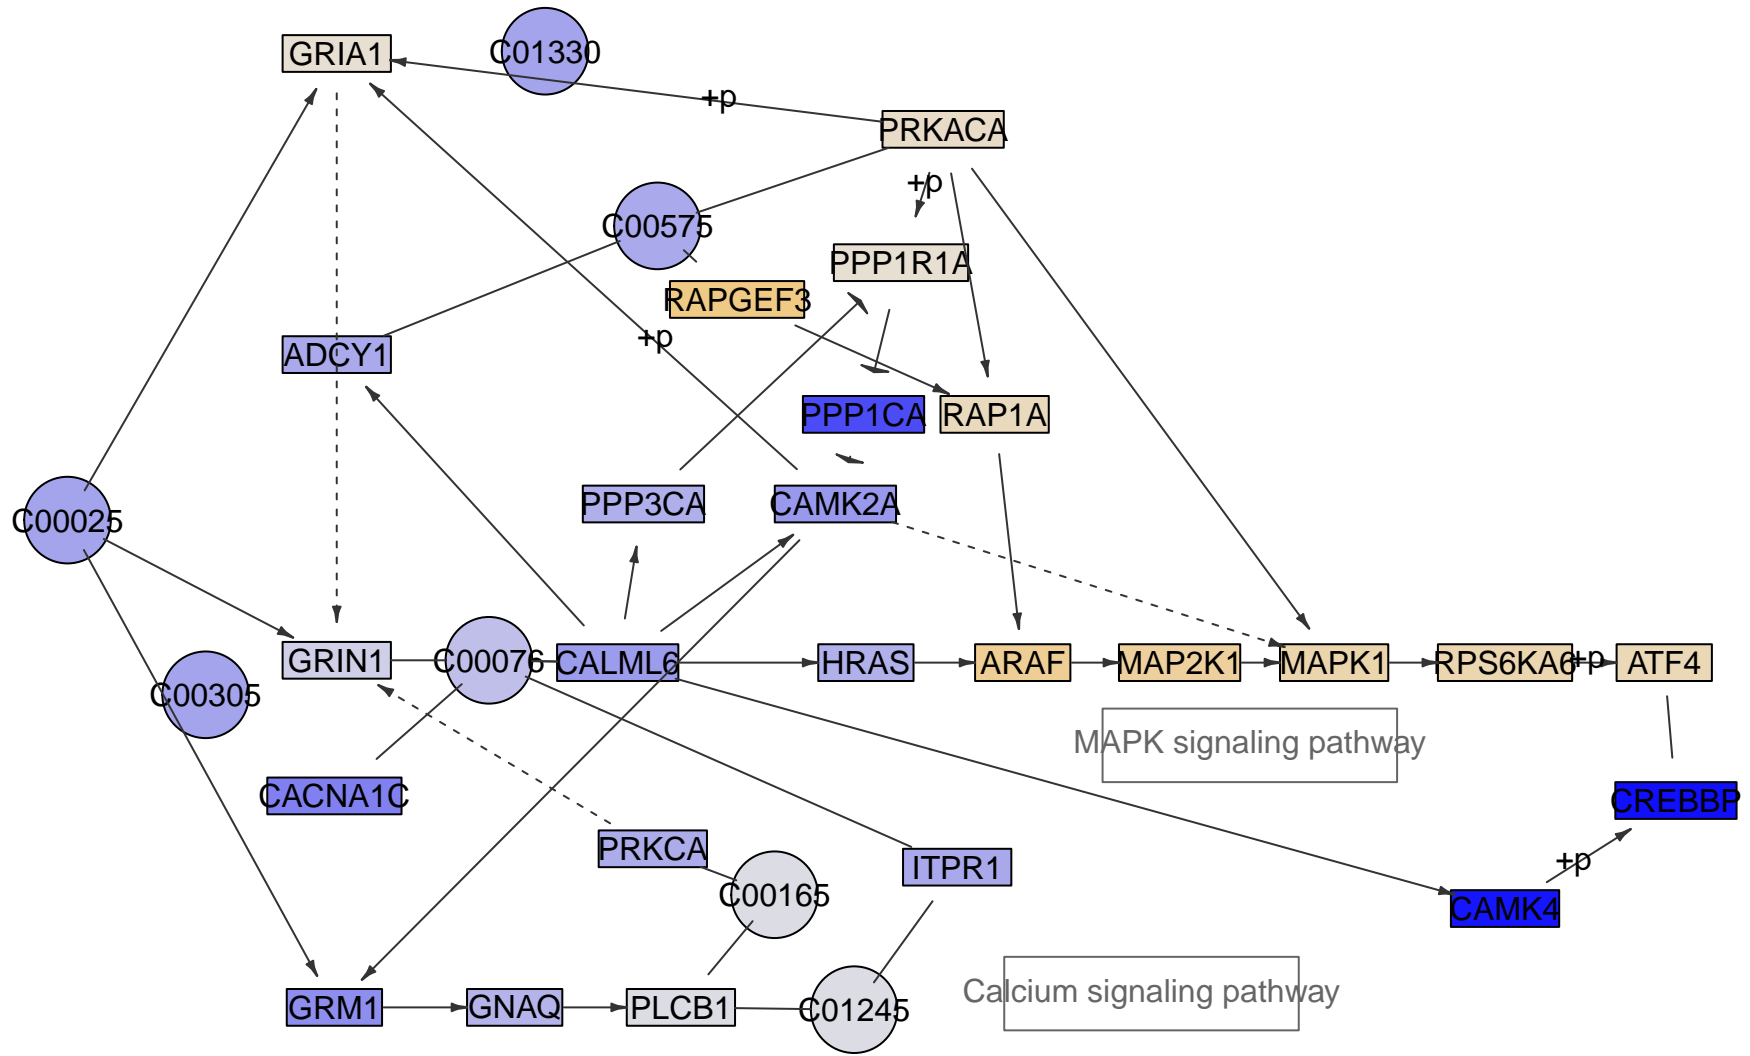 C01330
GRIA1
+p
PRKACA
+p
C00575
PPP1R1A
RAPGEF3
+p
ADCY1
PPP1CA
RAP1A
PPP3CA
CAMK2A
C00025
GRIN1
C00076
CALML6
HRAS
ARAF
MAP2K1
MAPK1
RPS6KA6
+p
ATF4
C00305
MAPK signaling pathway
CACNA1C
CREBBP
PRKCA
ITPR1
+p
C00165
CAMK4
Calcium signaling pathway
GRM1
GNAQ
PLCB1
C01245